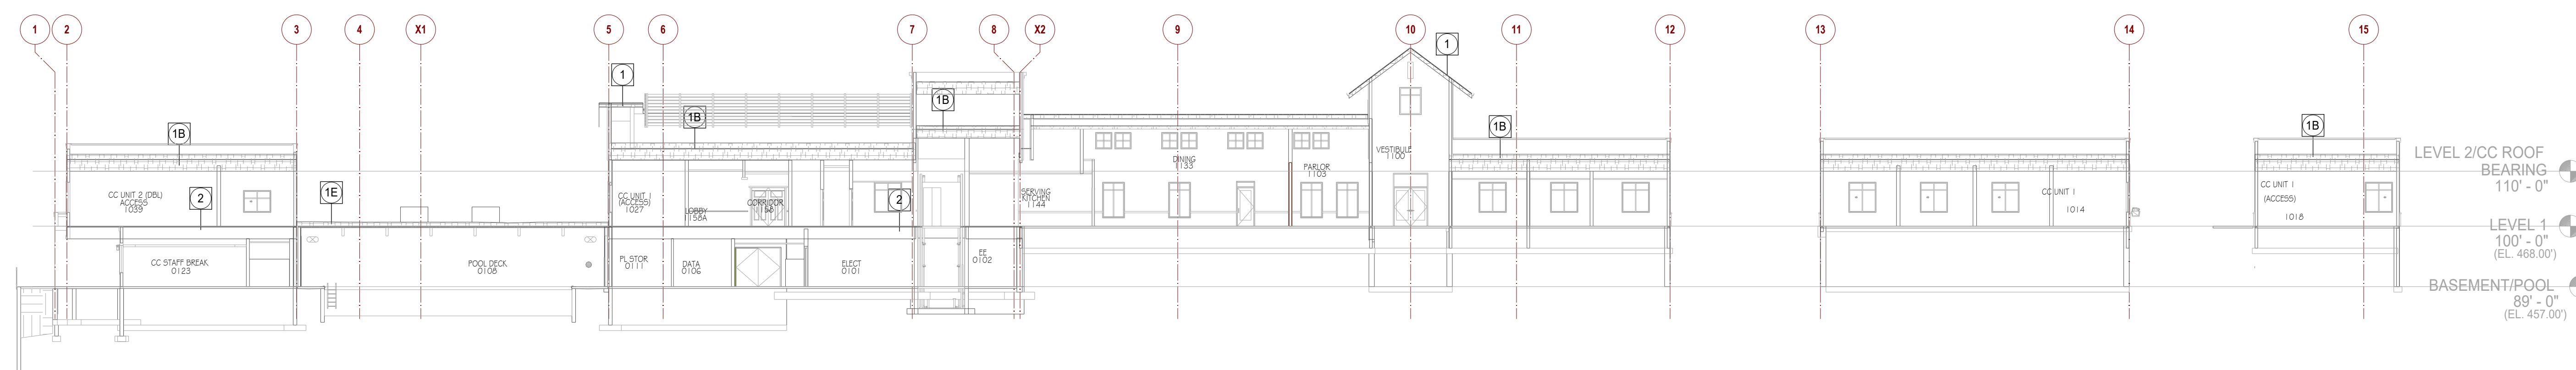 1
2
3
4
X1
5
6
7
8
X2
9
10
11
12
13
14
15
1
1
1B
1B
1B
1B
1B
LEVEL 2/CC ROOF
BEARING
110' - 0"
DINING
1133
VESTIBULE
1100
PARLOR
1103
CC UNIT 2 (DBL)
ACCESS
1039
2
1E
CC UNIT 1
(ACCESS)
1027
LOBBY
1158A
CORRIDOR
1158
2
SERVING
KITCHEN
1144
CC UNIT 1
1014
CC UNIT 1
(ACCESS)
1018
LEVEL 1
100' - 0"
(EL. 468.00')
CC STAFF BREAK
0123
POOL DECK
0108
PL STOR
0111
DATA
0106
ELECT
0101
EE
0102
BASEMENT/POOL
89' - 0"
(EL. 457.00')